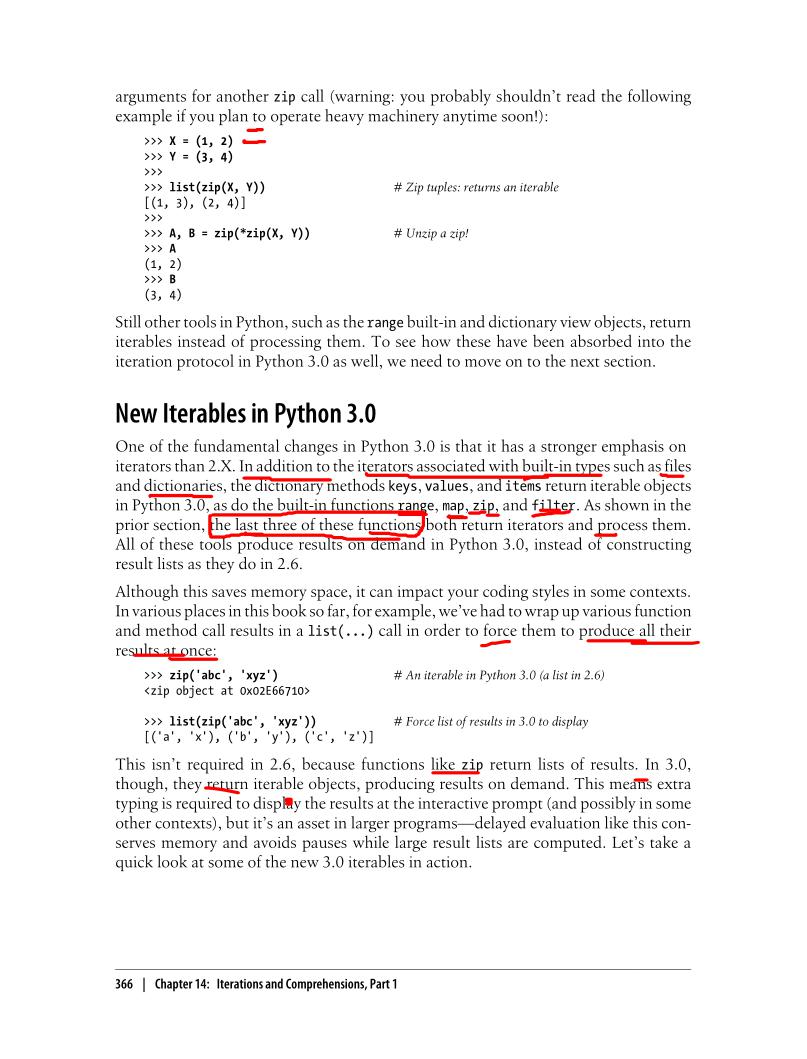 arguments for another zip call (warning: you probably shouldn’t read the following
example if you plan to operate heavy machinery anytime soon!):
>>> X = (1, 2)
>>> Y = (3, 4)
>>>
>>> list(zip(X, Y)) # Zip tuples: returns an iterable
[(1, 3), (2, 4)]
>>>
>>> A, B = zip(*zip(X, Y)) # Unzip a zip!
>>> A
(1, 2)
>>> B
(3, 4)
Still other tools in Python, such as the range built-in and dictionary view objects, return
iterables instead of processing them. To see how these have been absorbed into the
iteration protocol in Python 3.0 as well, we need to move on to the next section.
New Iterables in Python 3.0
One of the fundamental changes in Python 3.0 is that it has a stronger emphasis on
iterators than 2.X. In addition to the iterators associated with built-in types such as files
and dictionaries, the dictionary methods keys, values, and items return iterable objects
in Python 3.0, as do the built-in functions range, map, zip, and filter. As shown in the
prior section, the last three of these functions both return iterators and process them.
All of these tools produce results on demand in Python 3.0, instead of constructing
result lists as they do in 2.6.
Although this saves memory space, it can impact your coding styles in some contexts.
In various places in this book so far, for example, we’ve had to wrap up various function
and method call results in a list(...) call in order to force them to produce all their
results at once:
>>> zip('abc', 'xyz') # An iterable in Python 3.0 (a list in 2.6)
<zip object at 0x02E66710>
>>> list(zip('abc', 'xyz')) # Force list of results in 3.0 to display
[('a', 'x'), ('b', 'y'), ('c', 'z')]
This isn’t required in 2.6, because functions like zip return lists of results. In 3.0,
though, they return iterable objects, producing results on demand. This means extra
typing is required to display the results at the interactive prompt (and possibly in some
other contexts), but it’s an asset in larger programs—delayed evaluation like this con-
serves memory and avoids pauses while large result lists are computed. Let’s take a
quick look at some of the new 3.0 iterables in action.
366 | Chapter 14: Iterations and Comprehensions, Part 1